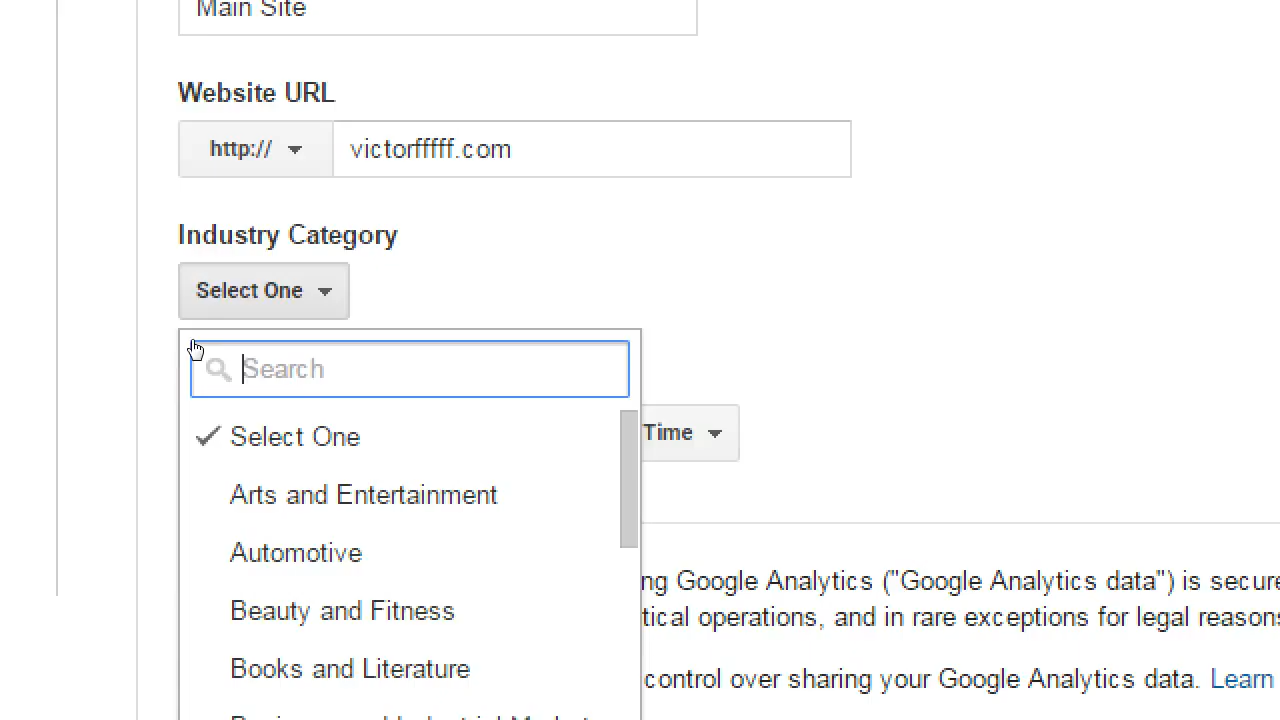 Main Site
Website URL
http://
victorfffff.com
Industry Category
Select One
Search
Select One
Time
Arts and Entertainment
Automotive
ng Google Analytics ("Google Analytics data") is secure
Beauty and Fitness
tical operations, and in rare exceptions for legal reasons
Books and Literature
control over sharing your Google Analytics data. Learn